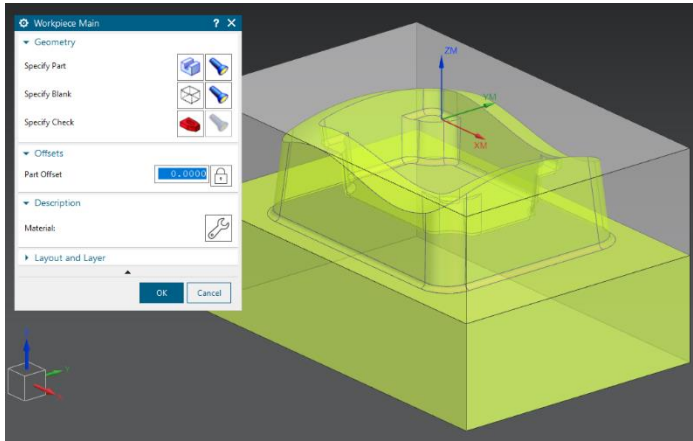 Workpiece Main
? X
Geometry
Specify Part
Specify Blank
Specify Check
Offsets
Part Offset
0.0000
Description
Material:
Layout and Layer
OK
Cancel
ZM
YM
XM